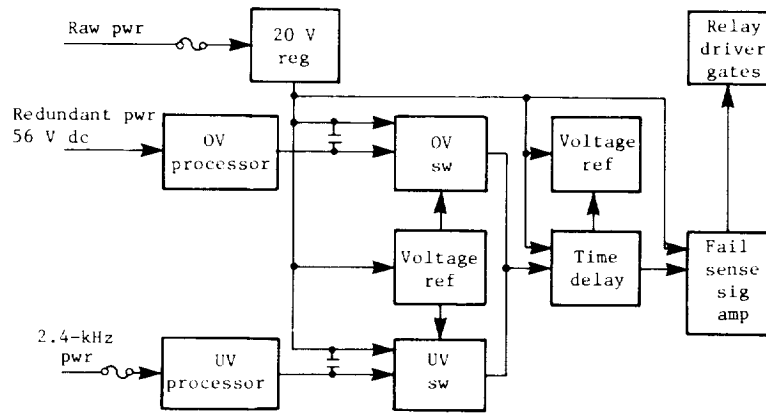 Raw pwr
20 V
reg
Relay
driver
gates
Redundant pwr
56 V dc
OV
processor
OV
sw
Voltage
ref
Voltage
ref
Time
delay
Fail
sense
sig
amp
2.4-kHz
pwr
UV
processor
UV
sw